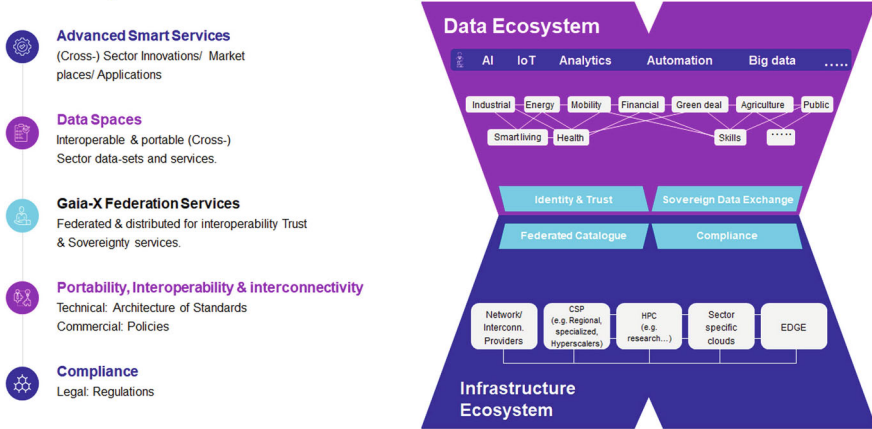 Advanced Smart Services
(Cross-) Sector Innovations/ Market
places/ Applications
Data Spaces
Interoperable & portable (Cross-)
Sector data-sets and services.
Gaia-X Federation Services
Federated & distributed for interoperability Trust
& Sovereignty services.
Portability, Interoperability & interconnectivity
Technical: Architecture of Standards
Commercial: Policies
Compliance
Legal: Regulations
Data Ecosystem
AI IoT Analytics Automation Big data .....
Industrial Energy Mobility Financial Green deal Agriculture Public
Smart living Health Skills .....
Identity & Trust Sovereign Data Exchange
Federated Catalogue Compliance
Network/
Interconn.
Providers
CSP
(e.g. Regional,
specialized,
Hyperscalers)
HPC
(e.g.
research...)
Sector
specific
clouds
EDGE
Infrastructure
Ecosystem